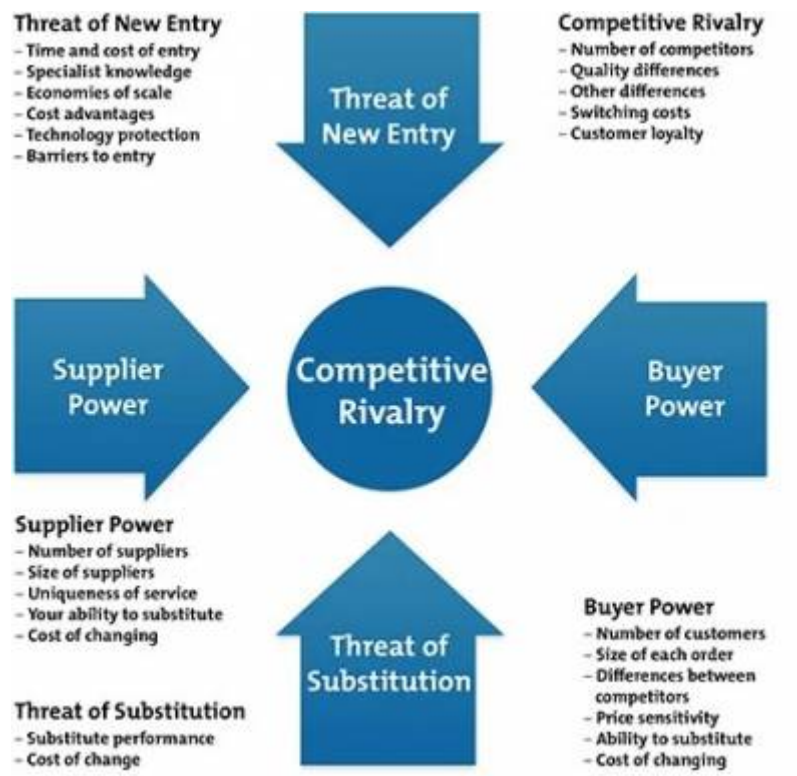 Threat of New Entry
– Time and cost of entry
– Specialist knowledge
– Economies of scale
– Cost advantages
– Technology protection
– Barriers to entry
Threat of
New Entry
Competitive Rivalry
– Number of competitors
– Quality differences
– Other differences
– Switching costs
– Customer loyalty
Supplier
Power
Competitive
Rivalry
Buyer
Power
Supplier Power
– Number of suppliers
– Size of suppliers
– Uniqueness of service
– Your ability to substitute
– Cost of changing
Threat of
Substitution
Buyer Power
– Number of customers
– Size of each order
– Differences between
competitors
– Price sensitivity
– Ability to substitute
– Cost of changing
Threat of Substitution
– Substitute performance
– Cost of change